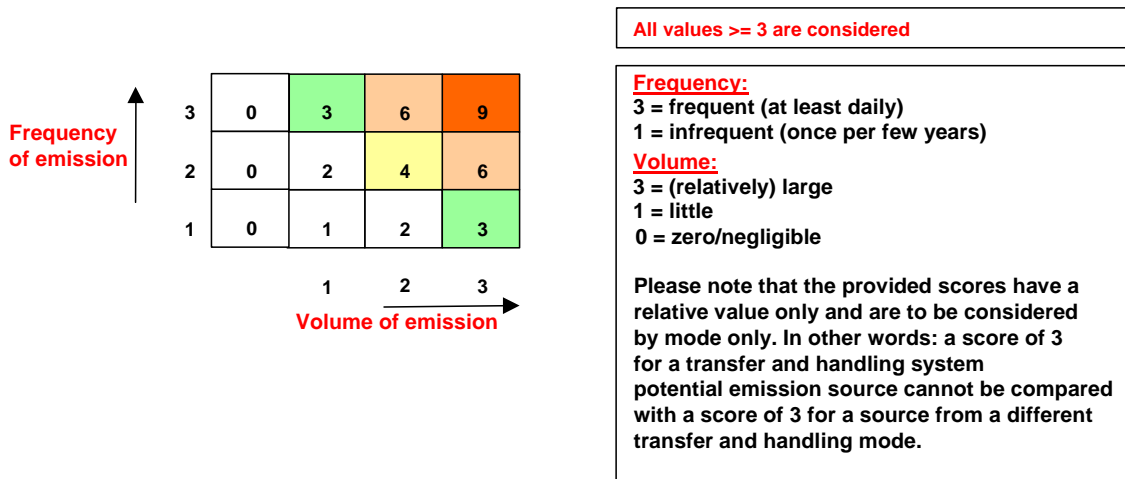 All values >= 3 are considered
Frequency
of emission
3 0 3 6 9
2 0 2 4 6
1 0 1 2 3
1 2 3
Volume of emission
Frequency:
3 = frequent (at least daily)
1 = infrequent (once per few years)
Volume:
3 = (relatively) large
1 = little
0 = zero/negligible
Please note that the provided scores have a
relative value only and are to be considered
by mode only. In other words: a score of 3
for a transfer and handling system
potential emission source cannot be compared
with a score of 3 for a source from a different
transfer and handling mode.